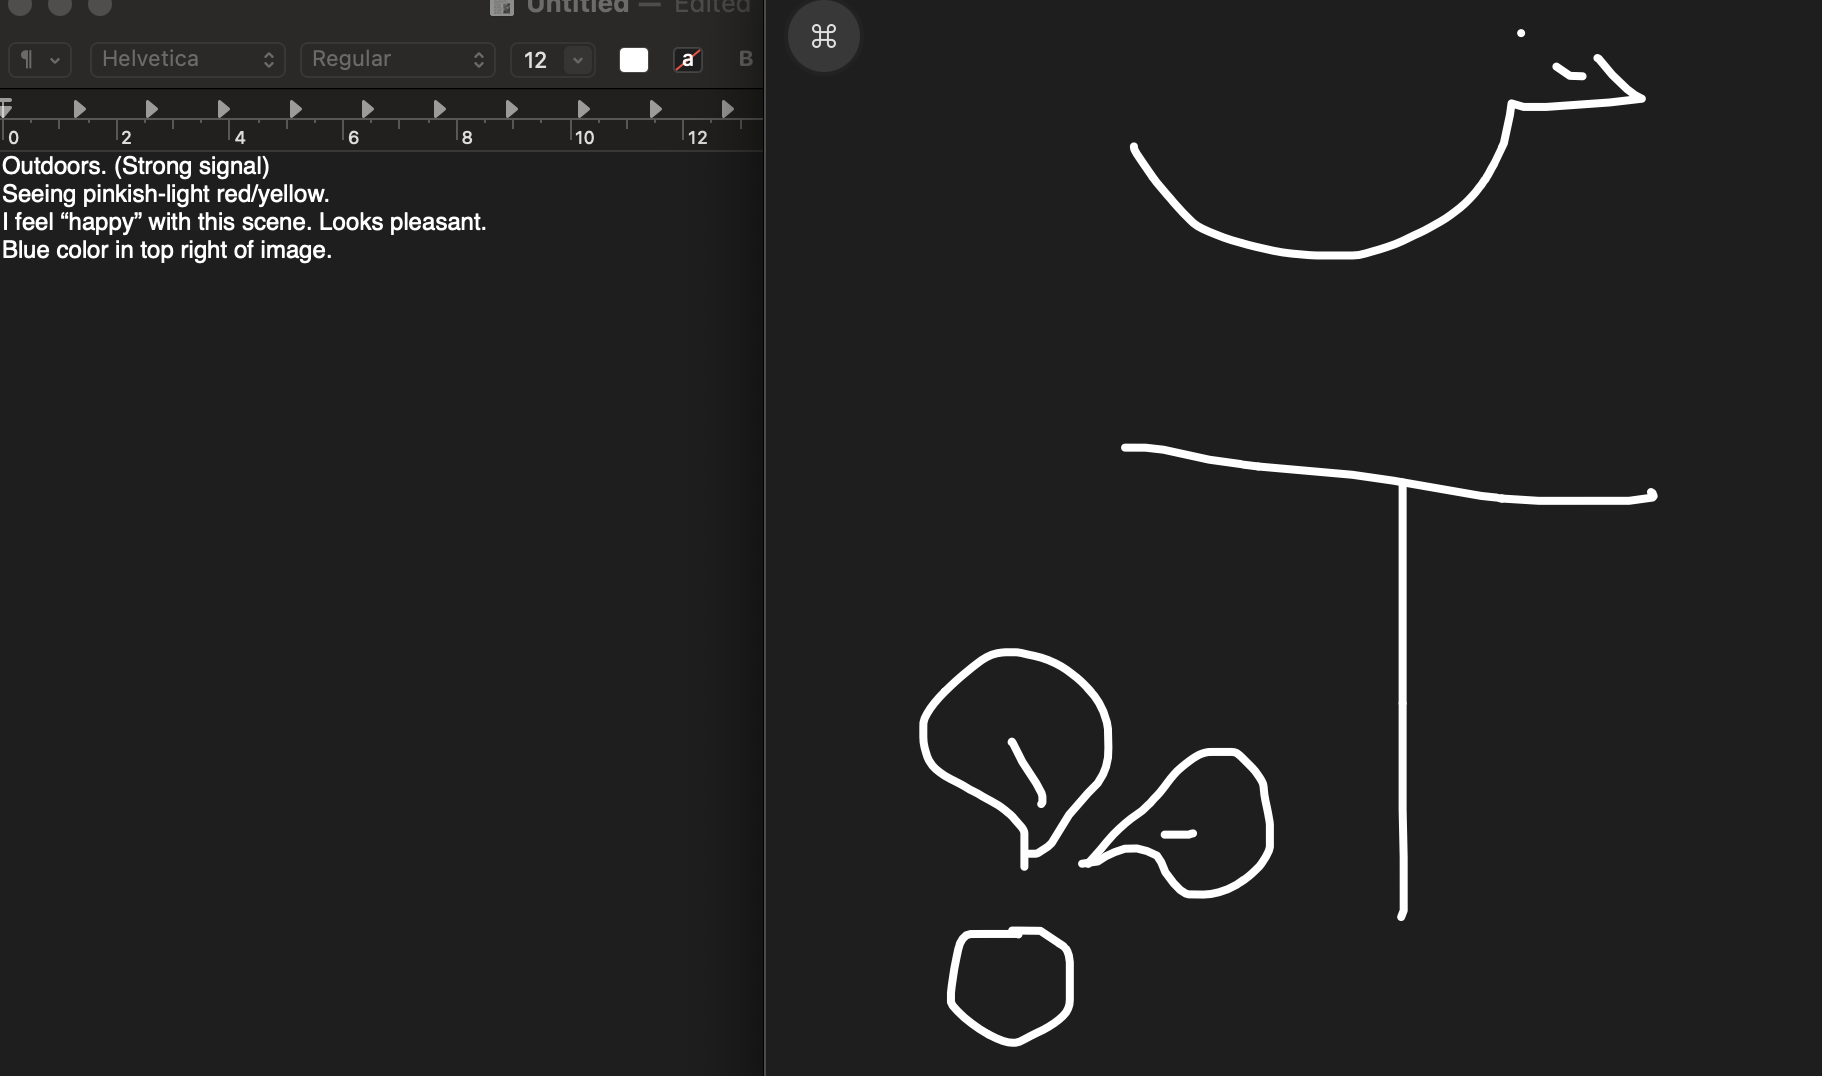 Untitled — Edited
¶ Helvetica Regular 12 a B
0 2 4 6 8 10 12
Outdoors. (Strong signal)
Seeing pinkish-light red/yellow.
I feel “happy” with this scene. Looks pleasant.
Blue color in top right of image.
⌘